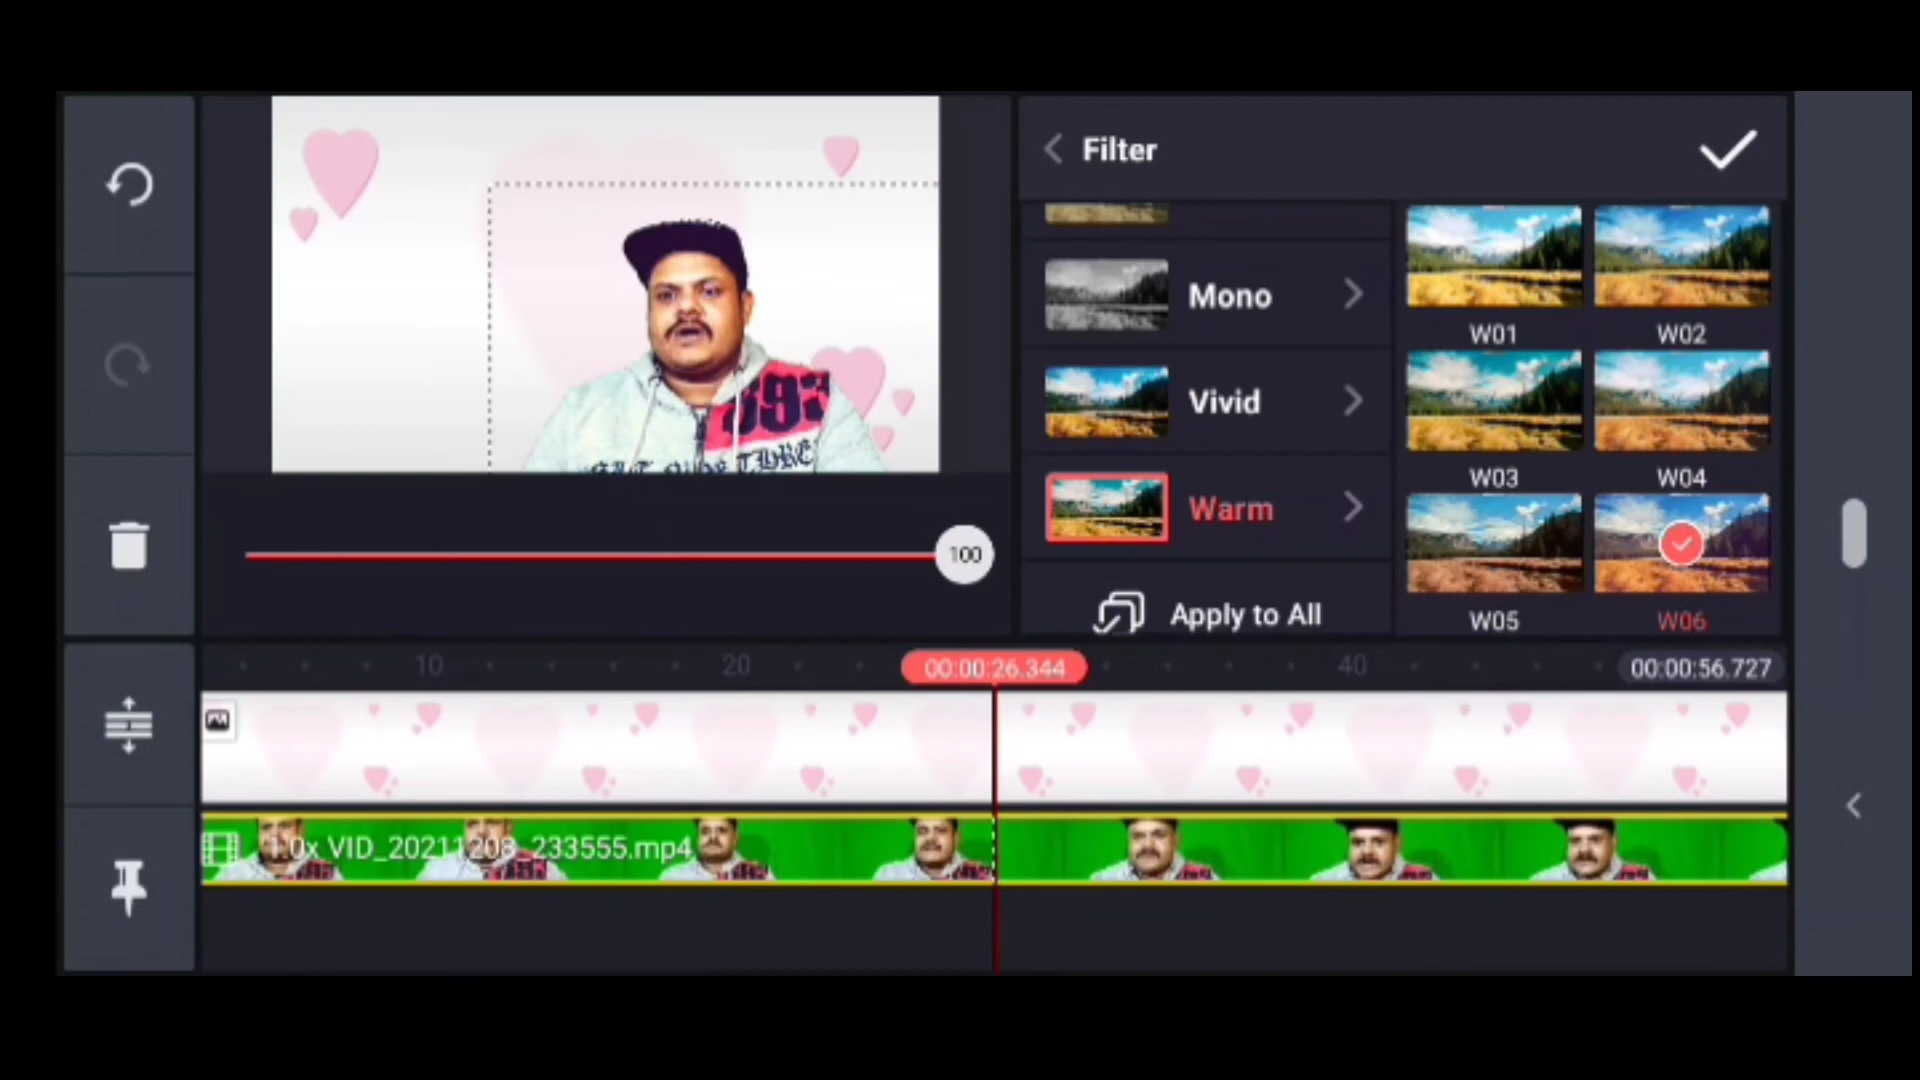 Filter
Mono
Vivid
Warm
Apply to All
W01
W02
W03
W04
W05
W06
100
10
20
00:00:26.344
40
00:00:56.727
1.0x VID_20211208_233555.mp4
393